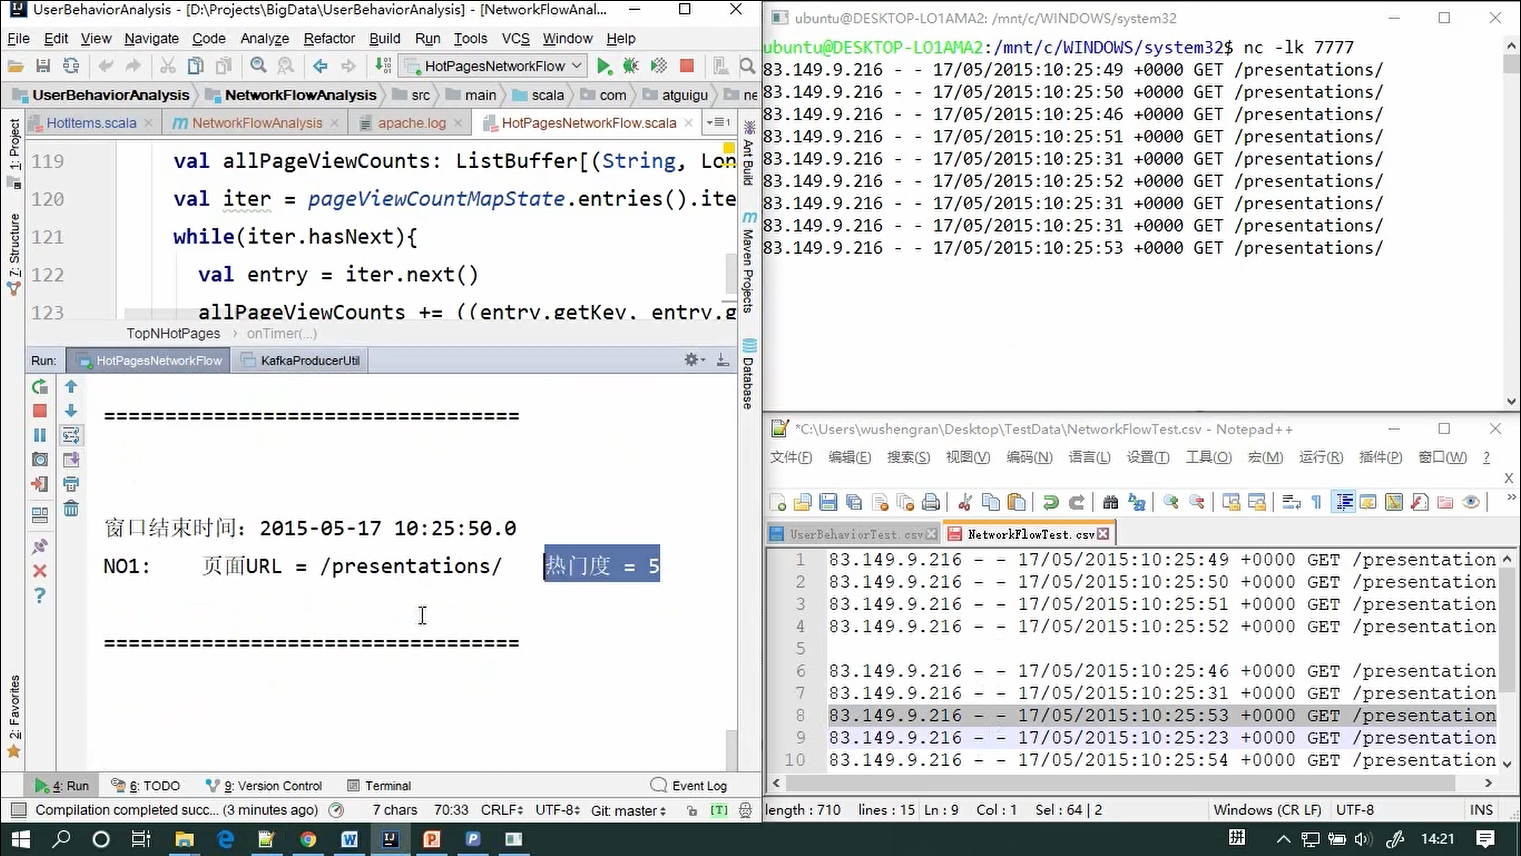 UserBehaviorAnalysis - [D:\Projects\BigData\UserBehaviorAnalysis] - [NetworkFlowAnal...
File Edit View Navigate Code Analyze Refactor Build Run Tools VCS Window Help
HotPagesNetworkFlow
UserBehaviorAnalysis NetworkFlowAnalysis src main scala com atguigu ne
HotItems.scala NetworkFlowAnalysis apache.log HotPagesNetworkFlow.scala
1: Project
7: Structure
2: Favorites
Ant Build
Maven Projects
Database
119 val allPageViewCounts: ListBuffer[(String, Lon
120 val iter = pageViewCountMapState.entries().ite
121 while(iter.hasNext){
122 val entry = iter.next()
123 allPageViewCounts += ((entry.getKey, entry.g
TopNHotPages onTimer(...)
Run: HotPagesNetworkFlow KafkaProducerUtil
==================================
窗口结束时间: 2015-05-17 10:25:50.0
NO1: 页面URL = /presentations/ 热门度 = 5
==================================
4: Run 6: TODO 9: Version Control Terminal Event Log
Compilation completed succ... (3 minutes ago) 7 chars 70:33 CRLF UTF-8 Git: master [T]
ubuntu@DESKTOP-LO1AMA2: /mnt/c/WINDOWS/system32
ubuntu@DESKTOP-LO1AMA2:/mnt/c/WINDOWS/system32$ nc -lk 7777
83.149.9.216 - - 17/05/2015:10:25:49 +0000 GET /presentations/
83.149.9.216 - - 17/05/2015:10:25:50 +0000 GET /presentations/
83.149.9.216 - - 17/05/2015:10:25:46 +0000 GET /presentations/
83.149.9.216 - - 17/05/2015:10:25:51 +0000 GET /presentations/
83.149.9.216 - - 17/05/2015:10:25:31 +0000 GET /presentations/
83.149.9.216 - - 17/05/2015:10:25:52 +0000 GET /presentations/
83.149.9.216 - - 17/05/2015:10:25:31 +0000 GET /presentations/
83.149.9.216 - - 17/05/2015:10:25:31 +0000 GET /presentations/
83.149.9.216 - - 17/05/2015:10:25:53 +0000 GET /presentations/
*C:\Users\wushengran\Desktop\TestData\NetworkFlowTest.csv - Notepad++
文件(F) 编辑(E) 搜索(S) 视图(V) 编码(N) 语言(L) 设置(T) 工具(O) 宏(M) 运行(R) 插件(P) 窗口(W) ?
X
UserBehaviorTest.csv NetworkFlowTest.csv
1 83.149.9.216 - - 17/05/2015:10:25:49 +0000 GET /presentation
2 83.149.9.216 - - 17/05/2015:10:25:50 +0000 GET /presentation
3 83.149.9.216 - - 17/05/2015:10:25:51 +0000 GET /presentation
4 83.149.9.216 - - 17/05/2015:10:25:52 +0000 GET /presentation
5
6 83.149.9.216 - - 17/05/2015:10:25:46 +0000 GET /presentation
7 83.149.9.216 - - 17/05/2015:10:25:31 +0000 GET /presentation
8 83.149.9.216 - - 17/05/2015:10:25:53 +0000 GET /presentation
9 83.149.9.216 - - 17/05/2015:10:25:23 +0000 GET /presentation
10 83.149.9.216 - - 17/05/2015:10:25:54 +0000 GET /presentation
length : 710 lines : 15 Ln : 9 Col : 1 Sel : 64 | 2 Windows (CR LF) UTF-8 INS
拼 14:21